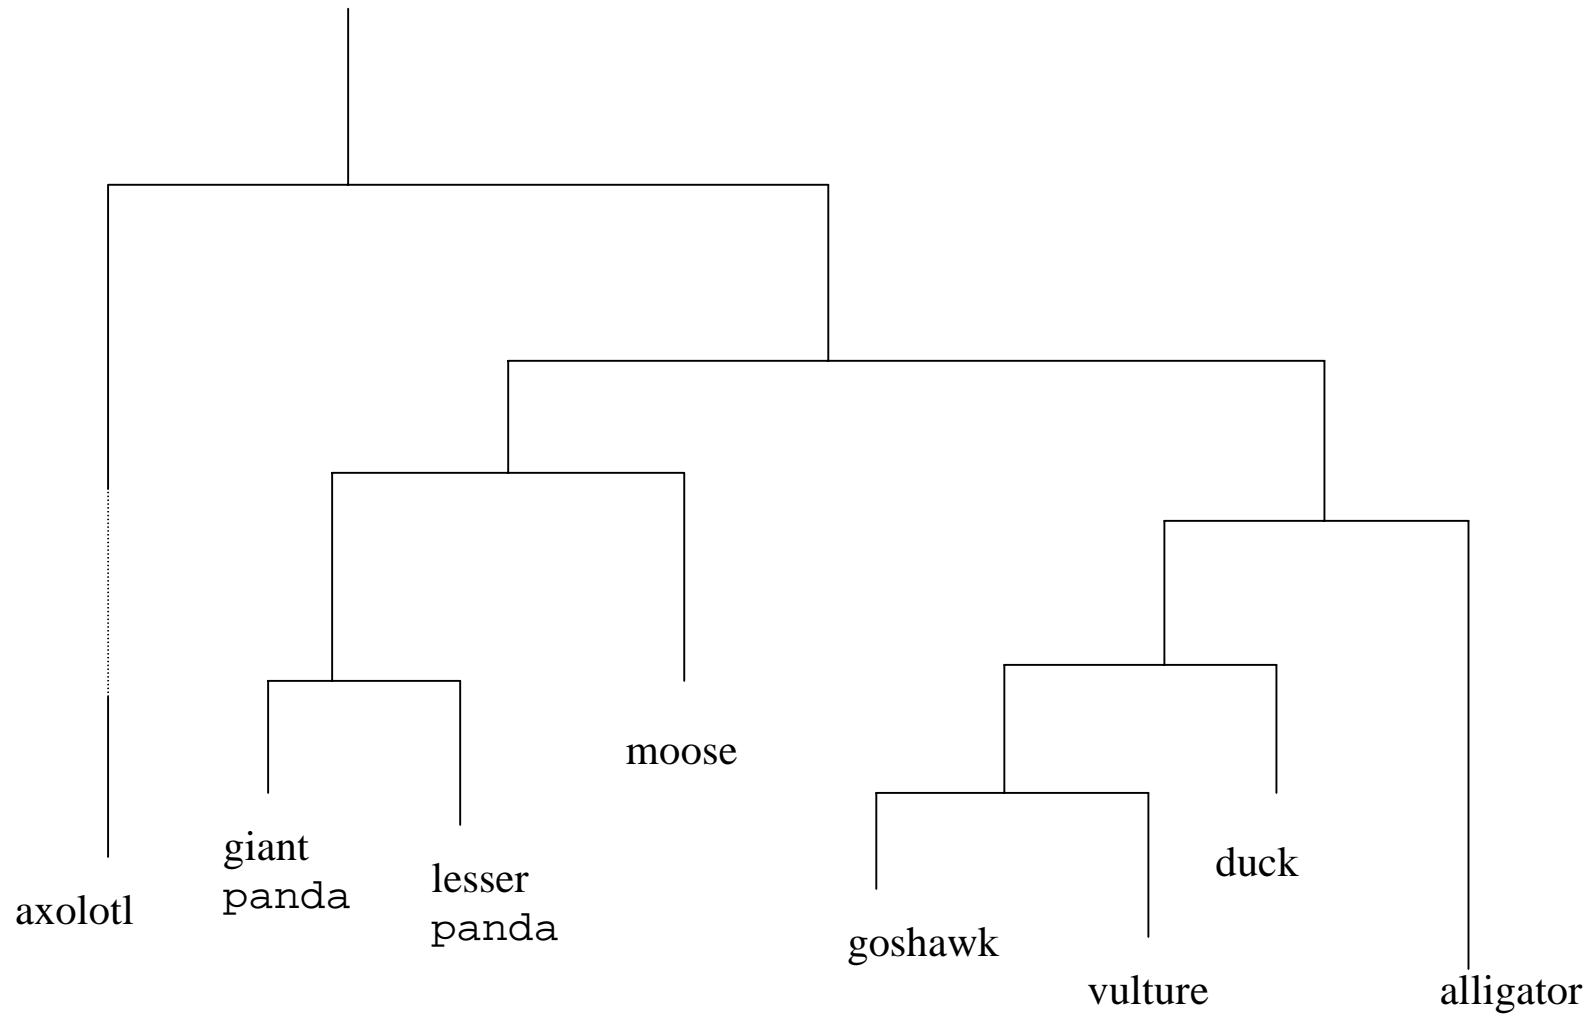 moose
giant
panda
lesser
panda
duck
axolotl
goshawk
vulture
alligator